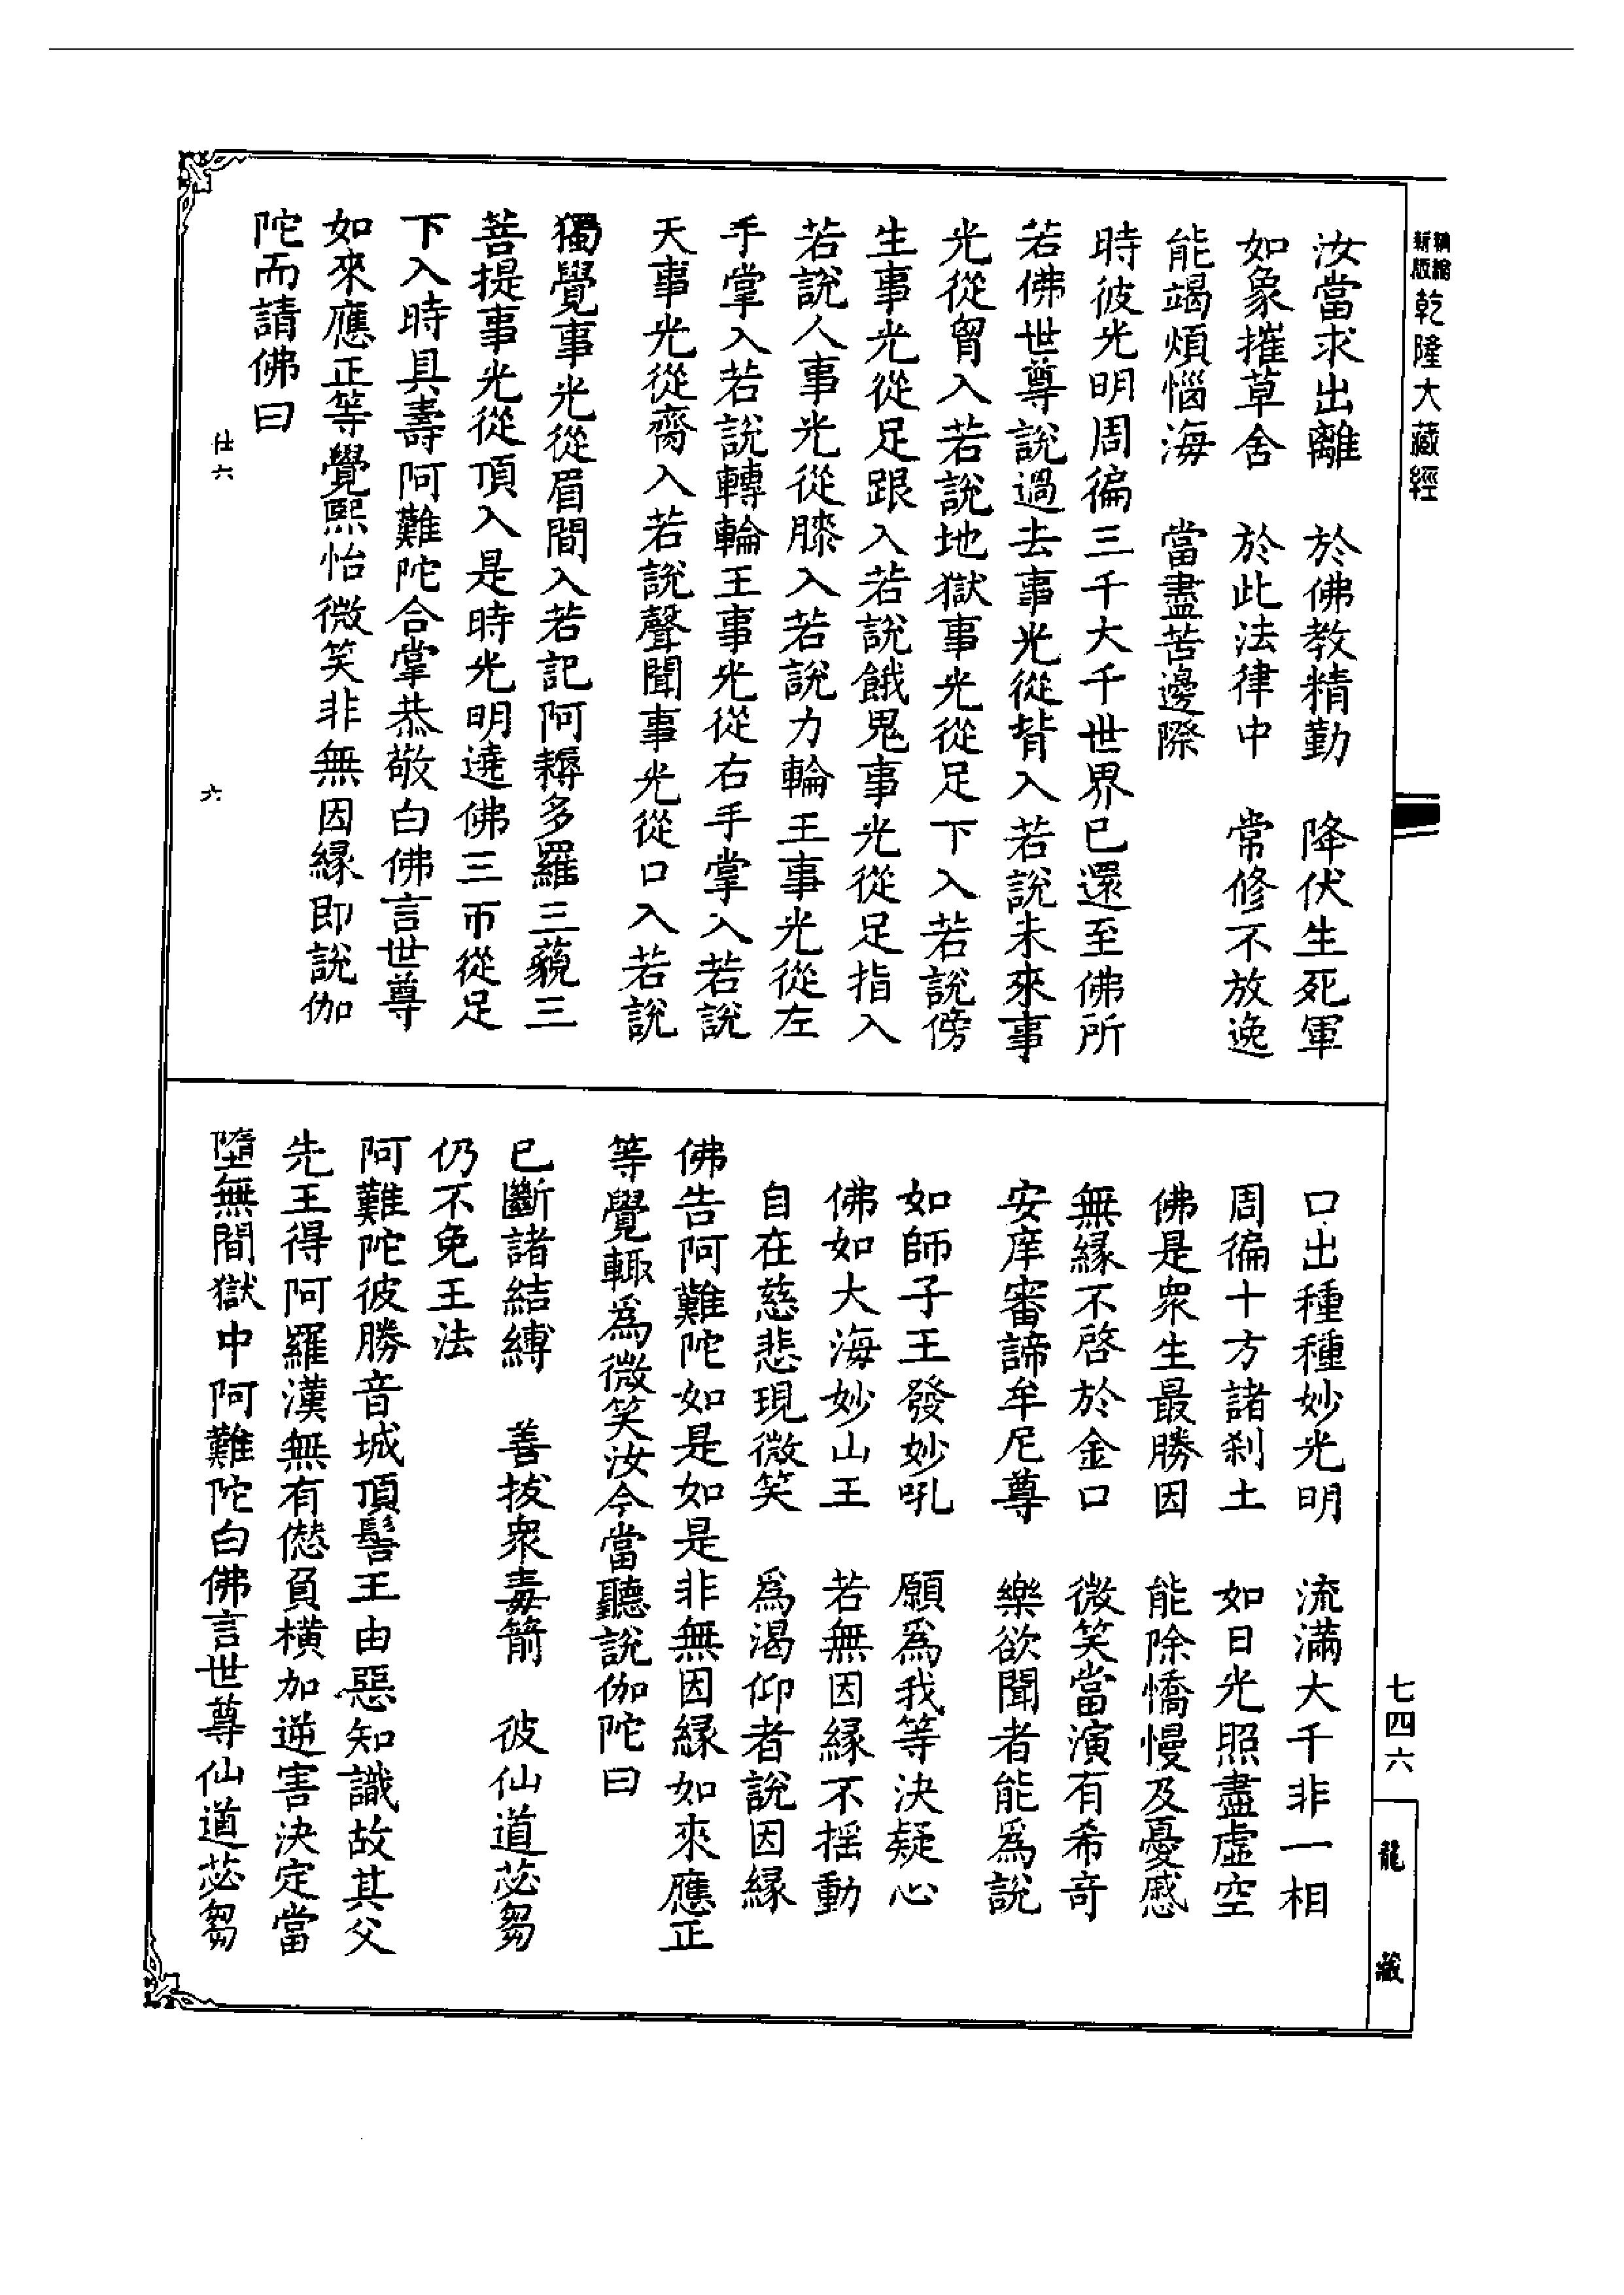 精縮新版乾隆大藏經
汝當求出離　於佛教精勤　降伏生死軍
如象摧草舍　於此法律中　常修不放逸
能竭煩惱海　當盡苦邊際
時彼光明周徧三千大千世界已還至佛所
若佛世尊說過去事光從背入若說未來事
光從胷入若說地獄事光從足下入若說傍
生事光從足跟入若說餓鬼事光從足指入
若說人事光從膝入若說力輪王事光從左
手掌入若說轉輪王事光從右手掌入若說
天事光從齋入若說聲聞事光從口入若說
獨覺事光從眉間入若記阿耨多羅三藐三
菩提事光從頂入是時光明遶佛三帀從足
下入時具壽阿難陀合掌恭敬白佛言世尊
如來應正等覺熙怡微笑非無因緣即說伽
陀而請佛曰
仕六　六
口出種種妙光明　流滿大千非一相
周徧十方諸剎土　如日光照盡虛空
佛是衆生最勝因　能除憍慢及憂慼
無緣不啓於金口　微笑當演有希奇
安庠審諦牟尼尊　樂欲聞者能爲說
如師子王發妙吼　願爲我等決疑心
佛如大海妙山王　若無因緣不搖動
自在慈悲現微笑　爲渴仰者說因緣
佛告阿難陀如是如是非無因緣如來應正
等覺輙爲微笑汝今當聽說伽陀曰
已斷諸結縛　善拔衆毒箭　彼仙道苾芻
仍不免王法
阿難陀彼勝音城頂髻王由惡知識故其父
先王得阿羅漢無有愆負橫加逆害決定當
墮無間獄中阿難陀白佛言世尊仙道苾芻
七四六
龍藏